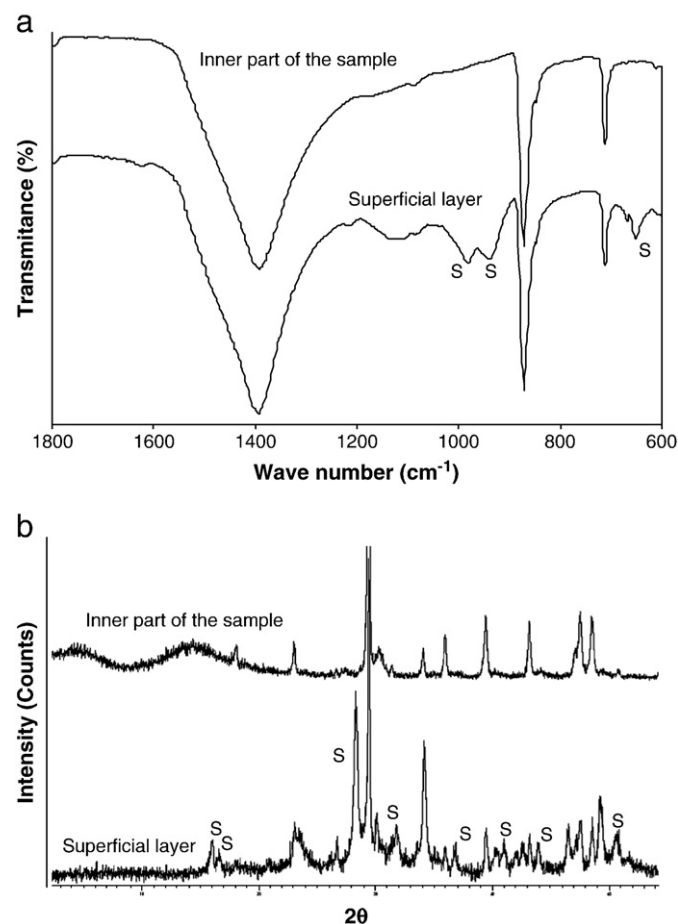 a
Inner part of the sample
Superficial layer
S S S
Transmitance (%)
1800 1600 1400 1200 1000 800 600
Wave number (cm-1)
b
Inner part of the sample
S
S
S
S
S S S
S
Superficial layer
Intensity (Counts)
2θ